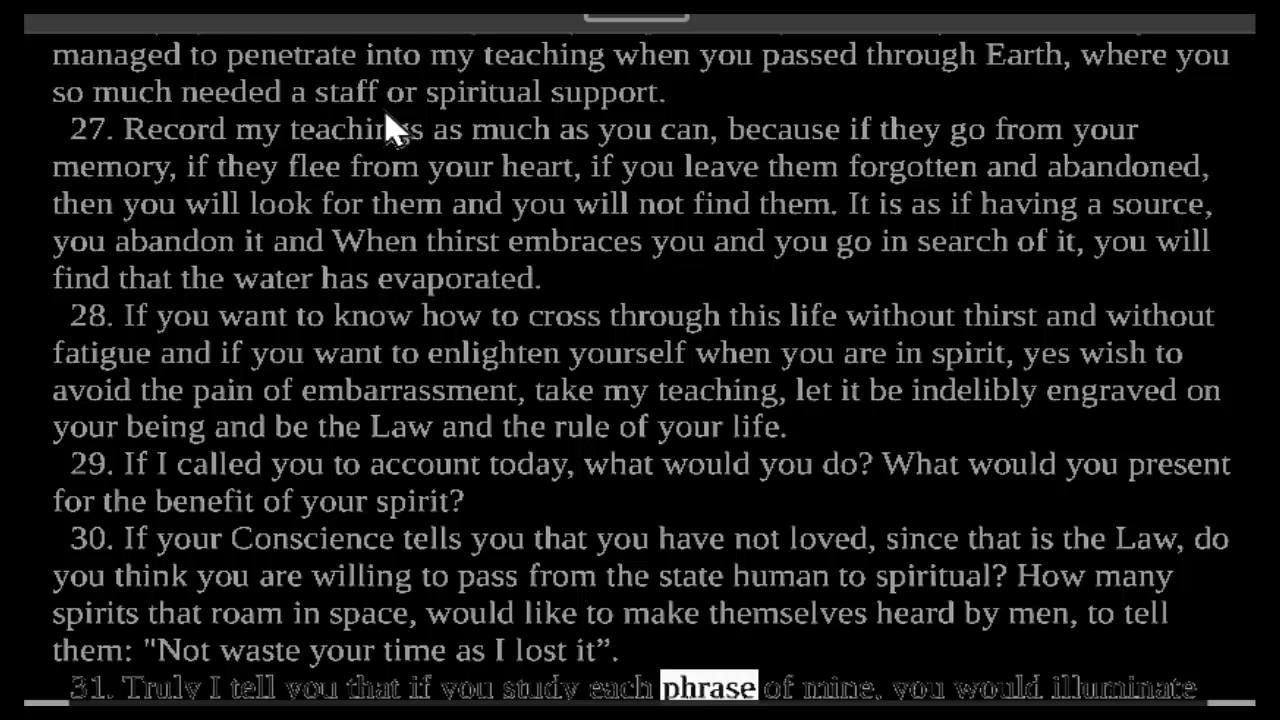 managed to penetrate into my teaching when you passed through Earth, where you
so much needed a staff or spiritual support.
27. Record my teachings as much as you can, because if they go from your
memory, if they flee from your heart, if you leave them forgotten and abandoned,
then you will look for them and you will not find them. It is as if having a source,
you abandon it and When thirst embraces you and you go in search of it, you will
find that the water has evaporated.
28. If you want to know how to cross through this life without thirst and without
fatigue and if you want to enlighten yourself when you are in spirit, yes wish to
avoid the pain of embarrassment, take my teaching, let it be indelibly engraved on
your being and be the Law and the rule of your life.
29. If I called you to account today, what would you do? What would you present
for the benefit of your spirit?
30. If your Conscience tells you that you have not loved, since that is the Law, do
you think you are willing to pass from the state human to spiritual? How many
spirits that roam in space, would like to make themselves heard by men, to tell
them: "Not waste your time as I lost it”.
31. Truly I tell you that if you study each phrase of mine, you would illuminate